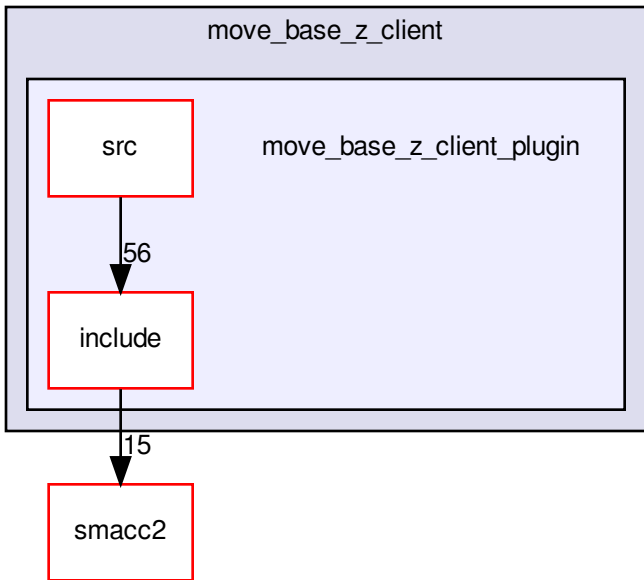 move_base_z_client
src
move_base_z_client_plugin
56
include
15
smacc2